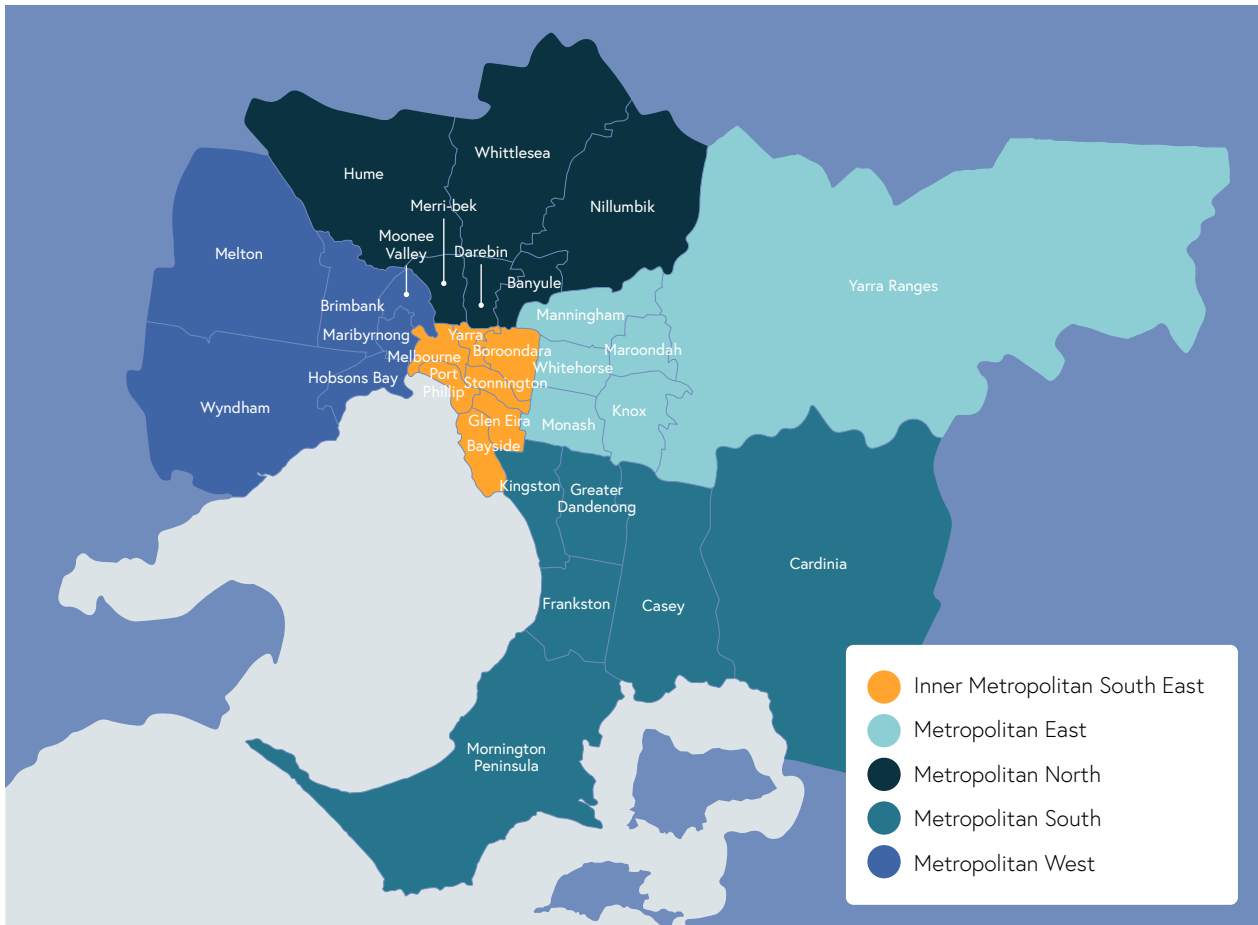 Whittlesea
Hume
Merri-bek
Nillumbik
Moonee
Valley
Darebin
Melton
Banyule
Yarra Ranges
Brimbank
Manningham
Maribyrnong
Yarra
Boroondara
Maroondah
Melbourne
Whitehorse
Port
Phillip
Hobsons Bay
Stonnington
Wyndham
Knox
Glen Eira
Monash
Bayside
Kingston
Greater
Dandenong
Cardinia
Frankston
Casey
Mornington
Peninsula
Inner Metropolitan South East
Metropolitan East
Metropolitan North
Metropolitan South
Metropolitan West